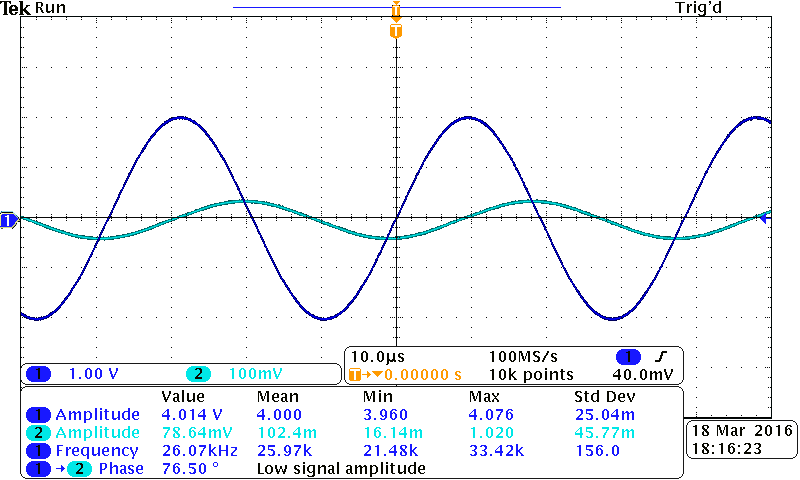 Tek Run Trig'd
T
T
1
10.0µs 100MS/s 1
1 1.00 V 2 100mV T→▼0.00000 s 10k points 40.0mV
Value Mean Min Max Std Dev
1 Amplitude 4.014 V 4.000 3.960 4.076 25.04m
2 Amplitude 78.64mV 102.4m 16.14m 1.020 45.77m
1 Frequency 26.07kHz 25.97k 21.48k 33.42k 156.0
1 → 2 Phase 76.50 ° Low signal amplitude
18 Mar 2016
18:16:23